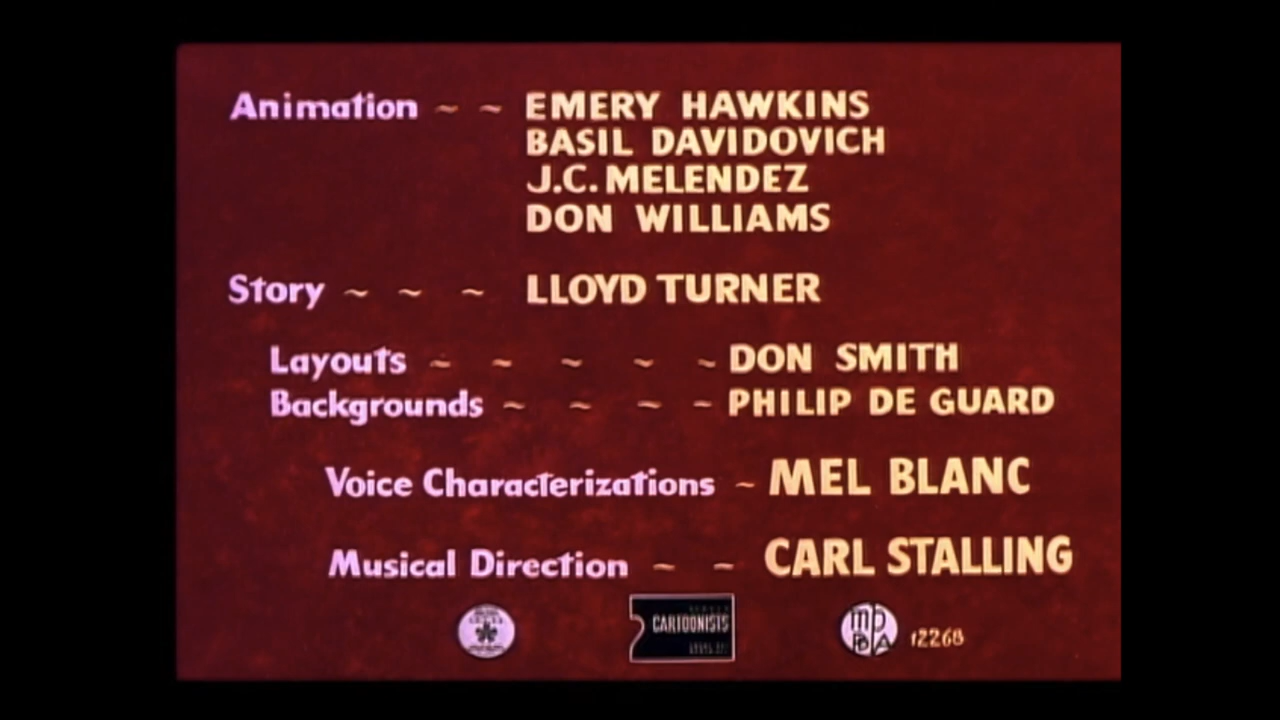 Animation ~ ~ EMERY HAWKINS
BASIL DAVIDOVICH
J.C. MELENDEZ
DON WILLIAMS
Story ~ ~ ~ LLOYD TURNER
Layouts ~ ~ ~ ~ ~ DON SMITH
Backgrounds ~ ~ ~ ~ PHILIP DE GUARD
Voice Characterizations ~ MEL BLANC
Musical Direction ~ ~ CARL STALLING
CARTOONISTS
12268